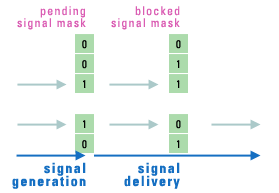 pending
signal mask
blocked
signal mask
0 0
0 1
1 1
1 0
0 1
signal
generation
signal
delivery